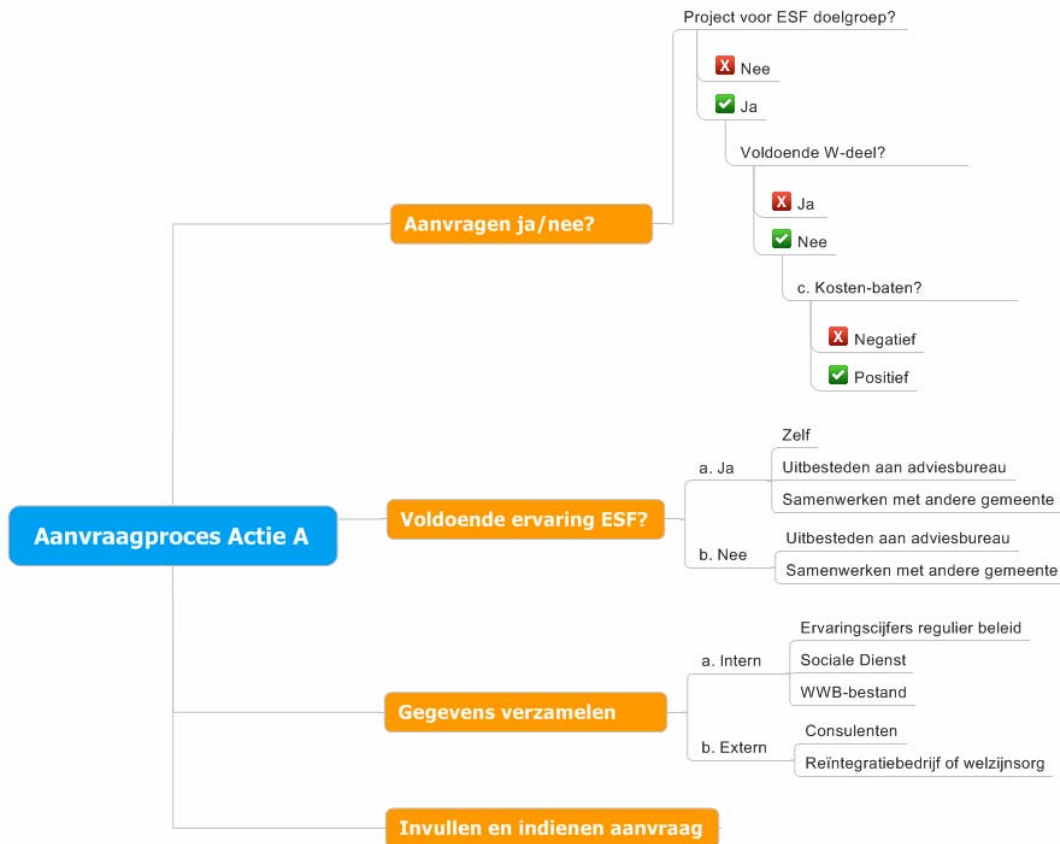 Project voor ESF doelgroep?
Nee
Ja
Voldoende W-deel?
Ja
Nee
c. Kosten-baten?
Negatief
Positief
Aanvragen ja/nee?
Zelf
a. Ja
Uitbesteden aan adviesbureau
Samenwerken met andere gemeente
Voldoende ervaring ESF?
Uitbesteden aan adviesbureau
b. Nee
Samenwerken met andere gemeente
Aanvraagproces Actie A
Ervaringscijfers regulier beleid
a. Intern
Sociale Dienst
WWB-bestand
Gegevens verzamelen
Consulenten
b. Extern
Reïntegratiebedrijf of welzijnsorg
Invullen en indienen aanvraag